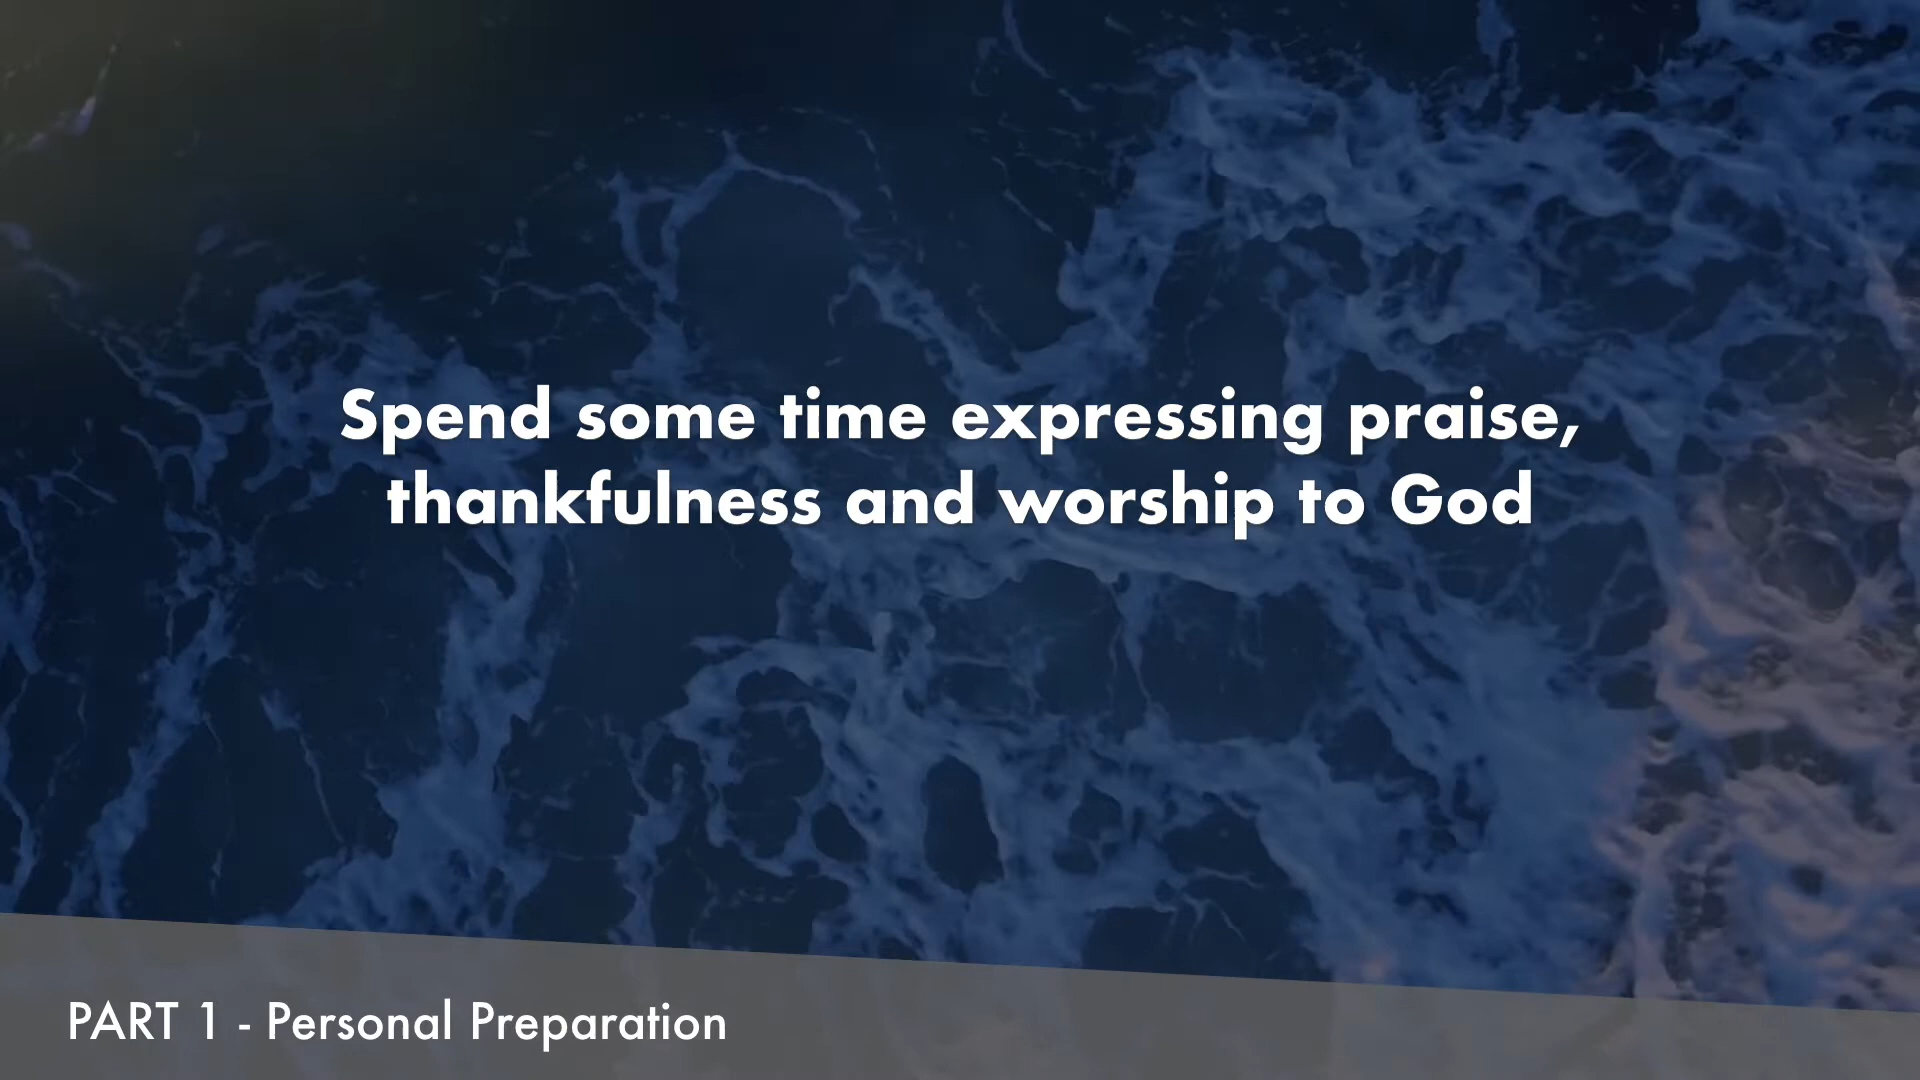 Spend some time expressing praise,
thankfulness and worship to God
PART 1 - Personal Preparation